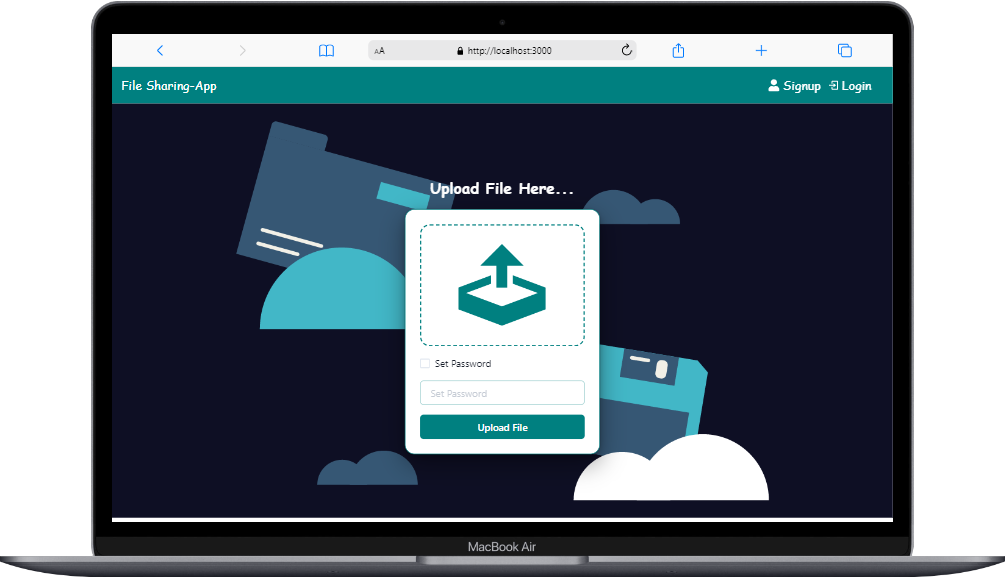 AA http://localhost:3000
File Sharing-App Signup Login
Upload File Here...
Set Password
Set Password
Upload File
MacBook Air